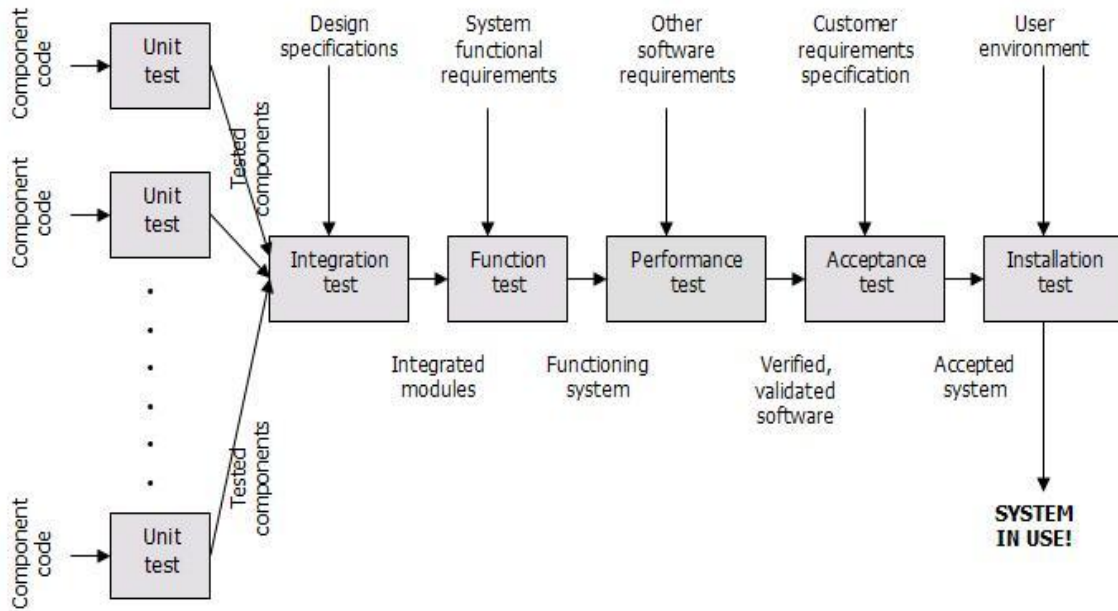 Component
code
Unit
test
Design
specifications
System
functional
requirements
Other
software
requirements
Customer
requirements
specification
User
environment
Tested
components
Component
code
Unit
test
Integration
test
Function
test
Performance
test
Acceptance
test
Installation
test
Integrated
modules
Functioning
system
Verified,
validated
software
Accepted
system
Tested
components
Component
code
Unit
test
SYSTEM
IN USE!